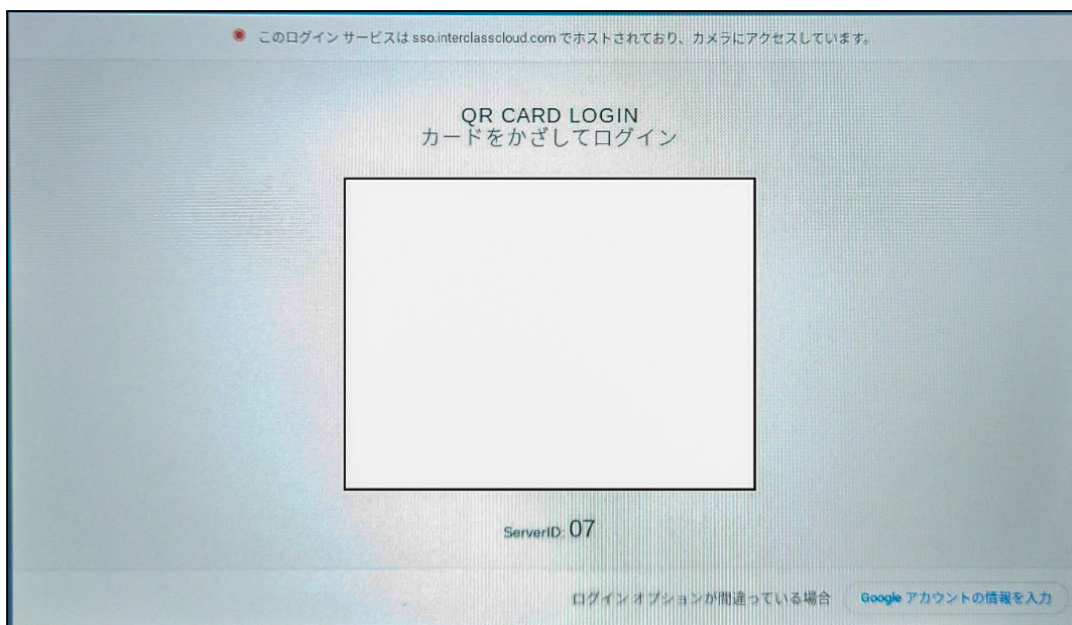 このログイン サービスは sso.interclasscloud.com でホストされており、カメラにアクセスしています。
QR CARD LOGIN
カードをかざしてログイン
ServerID: 07
ログイン オプションが間違っている場合
Google アカウントの情報を入力